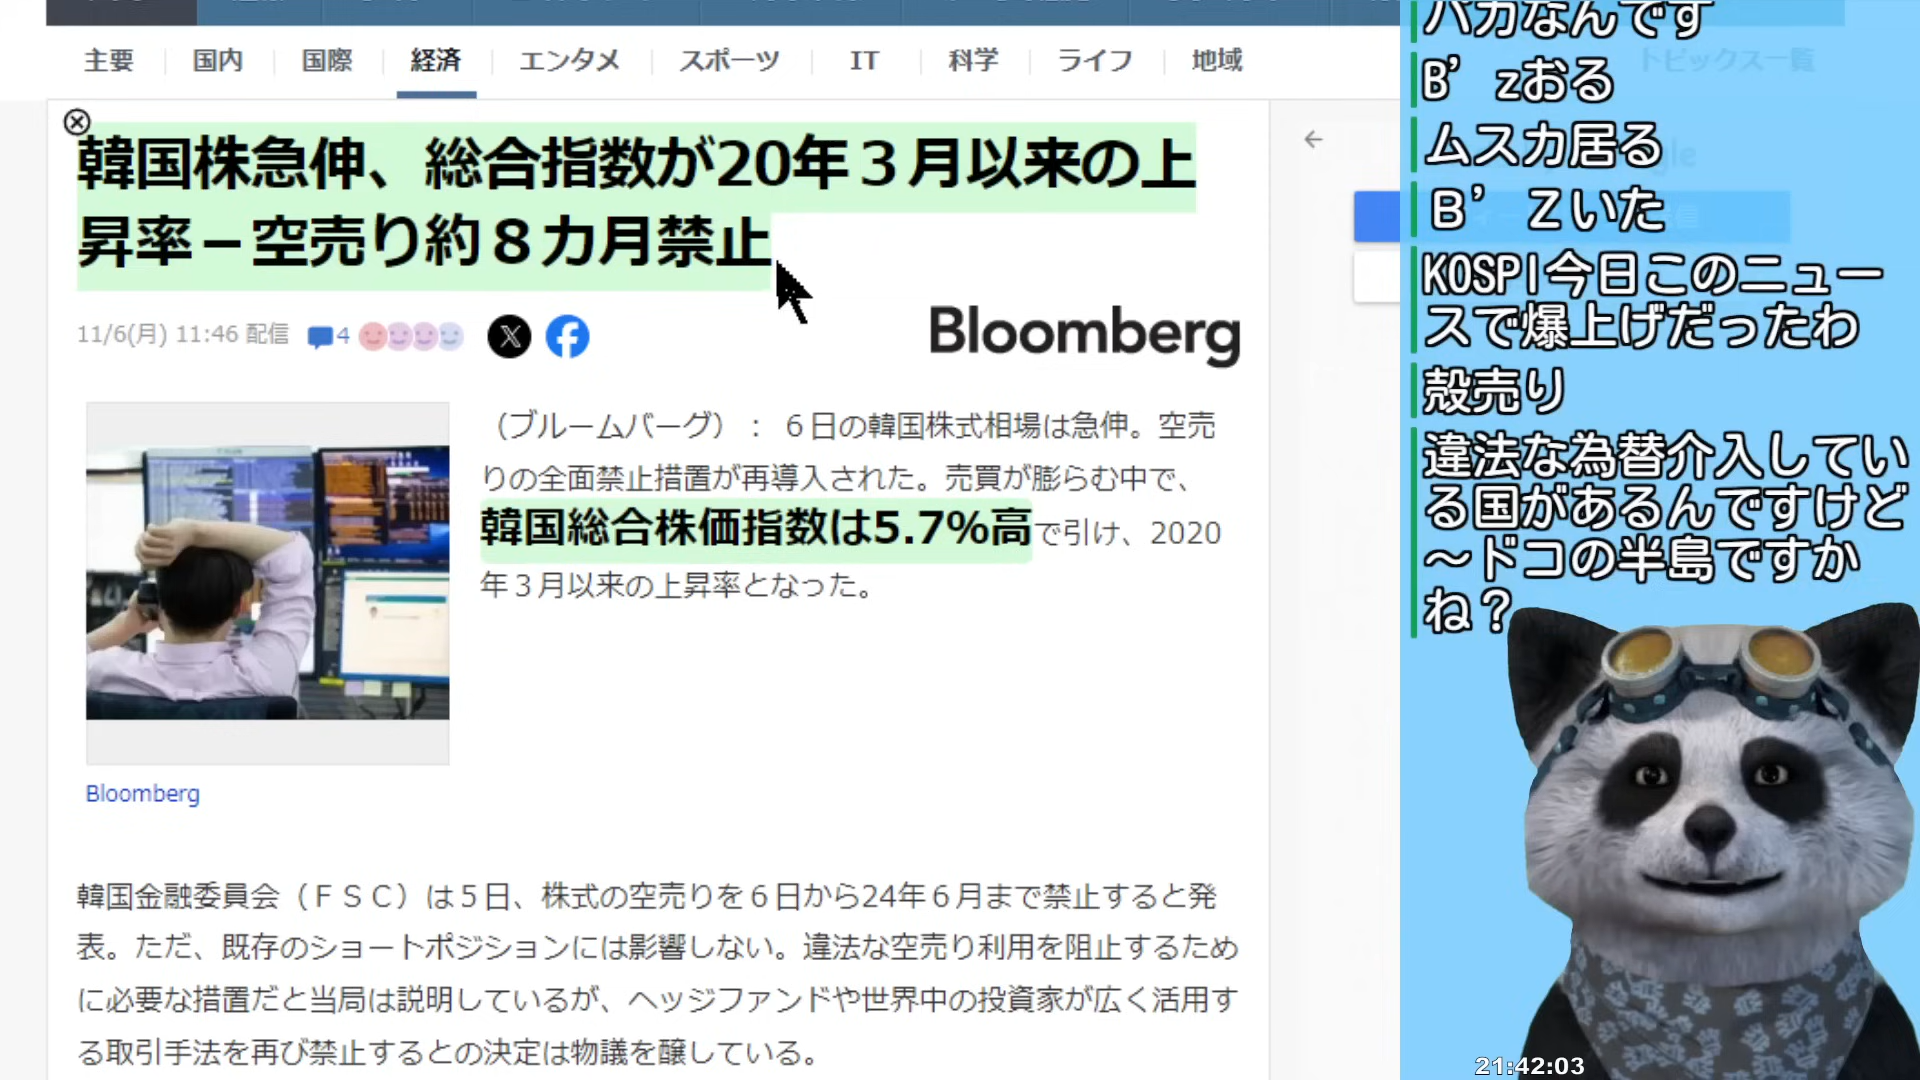 主要
国内
国際
経済
エンタメ
スポーツ
IT
科学
ライフ
地域
韓国株急伸、総合指数が20年３月以来の上
昇率－空売り約８カ月禁止
11/6(月) 11:46 配信
4
Bloomberg
（ブルームバーグ）： ６日の韓国株式相場は急伸。空売
りの全面禁止措置が再導入された。売買が膨らむ中で、
韓国総合株価指数は5.7%高で引け、2020
年３月以来の上昇率となった。
Bloomberg
韓国金融委員会（ＦＳＣ）は５日、株式の空売りを６日から24年６月まで禁止すると発
表。ただ、既存のショートポジションには影響しない。違法な空売り利用を阻止するため
に必要な措置だと当局は説明しているが、ヘッジファンドや世界中の投資家が広く活用す
る取引手法を再び禁止するとの決定は物議を醸している。
バカなんです
トピックス一覧
B’ zおる
ムスカ居る
Ｂ’ Ｚいた
KOSPI今日このニュー
スで爆上げだったわ
殻売り
違法な為替介入してい
る国があるんですけど
～ドコの半島ですか
ね？
21:42:03